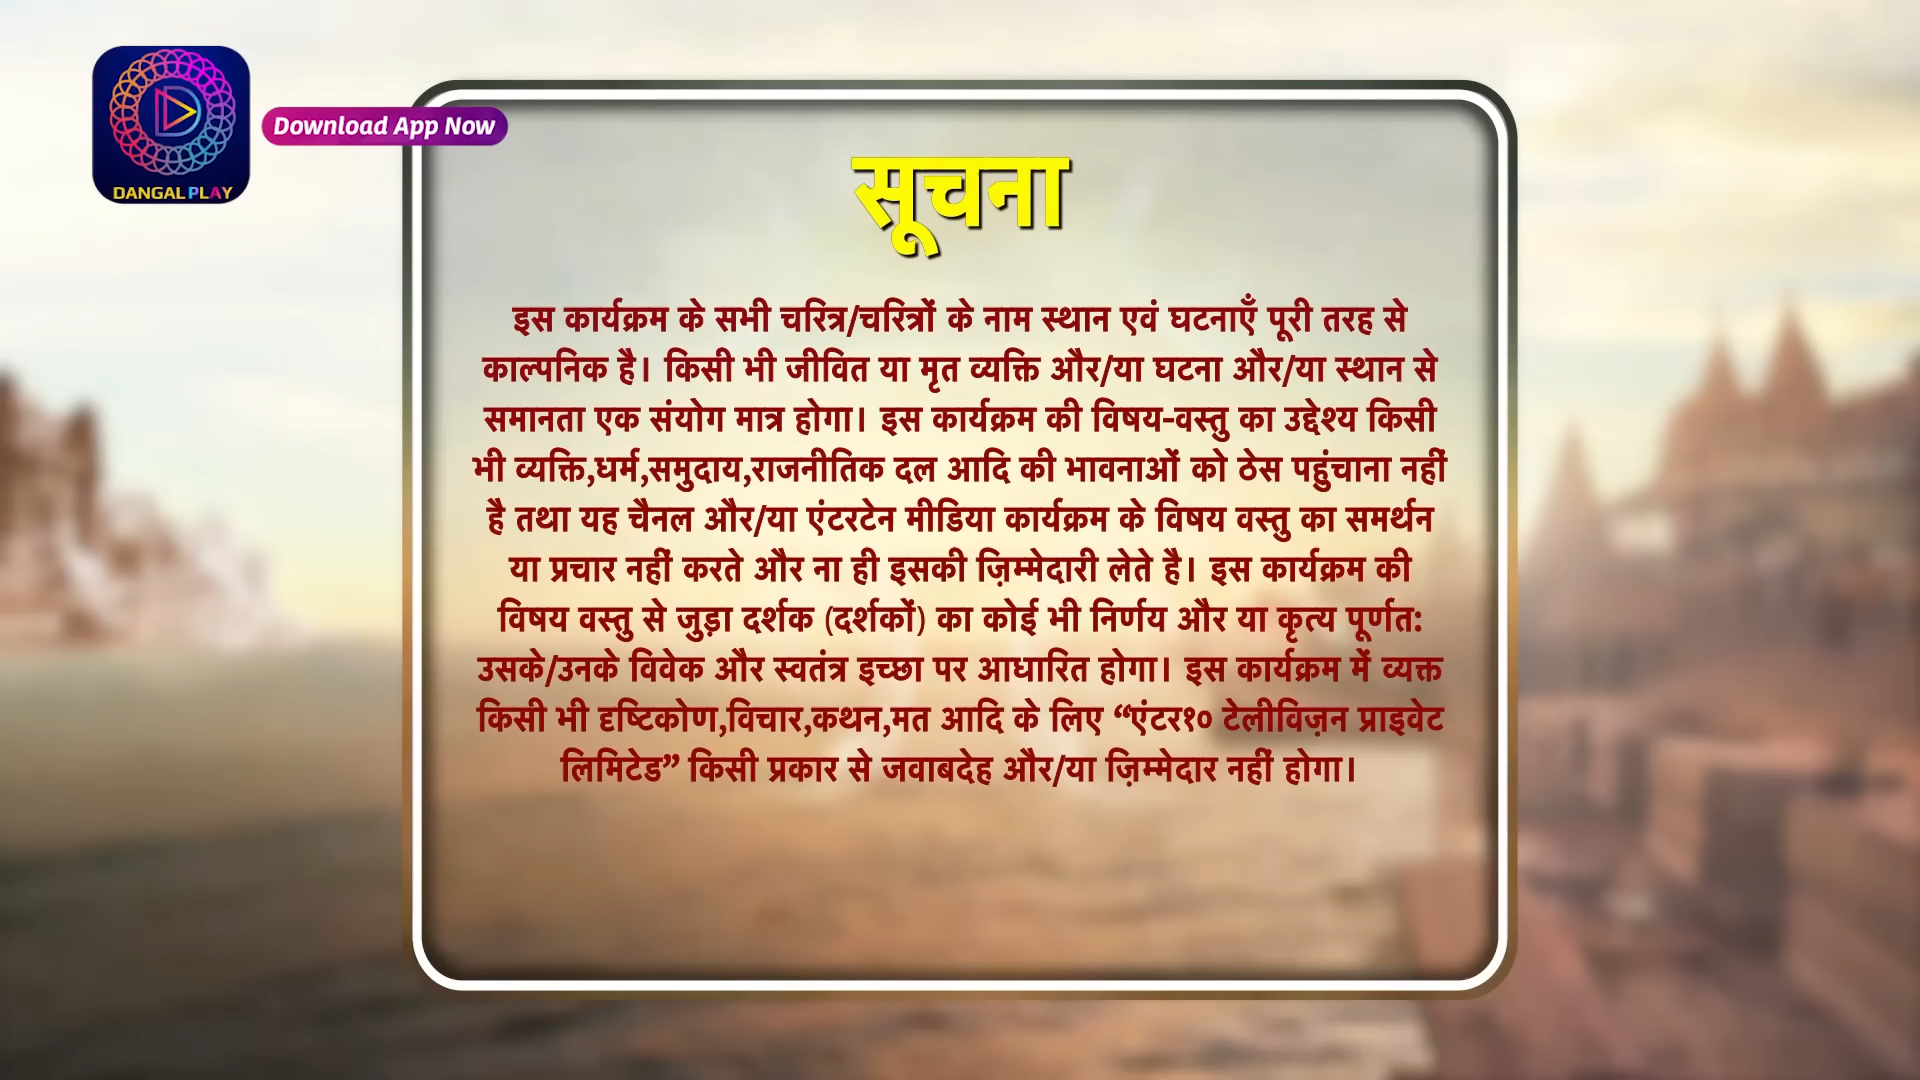 DANGAL PLAY
Download App Now
सूचना
इस कार्यक्रम के सभी चरित्र/चरित्रों के नाम स्थान एवं घटनाएँ पूरी तरह से
काल्पनिक है। किसी भी जीवित या मृत व्यक्ति और/या घटना और/या स्थान से
समानता एक संयोग मात्र होगा। इस कार्यक्रम की विषय-वस्तु का उद्देश्य किसी
भी व्यक्ति,धर्म,समुदाय,राजनीतिक दल आदि की भावनाओं को ठेस पहुंचाना नहीं
है तथा यह चैनल और/या एंटरटेन मीडिया कार्यक्रम के विषय वस्तु का समर्थन
या प्रचार नहीं करते और ना ही इसकी ज़िम्मेदारी लेते है। इस कार्यक्रम की
विषय वस्तु से जुड़ा दर्शक (दर्शकों) का कोई भी निर्णय और या कृत्य पूर्णत:
उसके/उनके विवेक और स्वतंत्र इच्छा पर आधारित होगा। इस कार्यक्रम में व्यक्त
किसी भी दृष्टिकोण,विचार,कथन,मत आदि के लिए “एंटर१० टेलीविज़न प्राइवेट
लिमिटेड” किसी प्रकार से जवाबदेह और/या ज़िम्मेदार नहीं होगा।